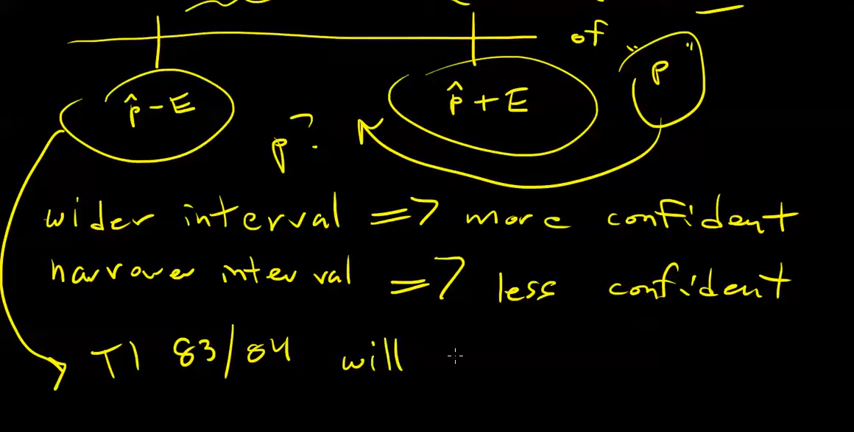 of "p"
p̂ - E p̂ + E
p?
wider interval => more confident
narrower interval => less confident
TI 83/84 will